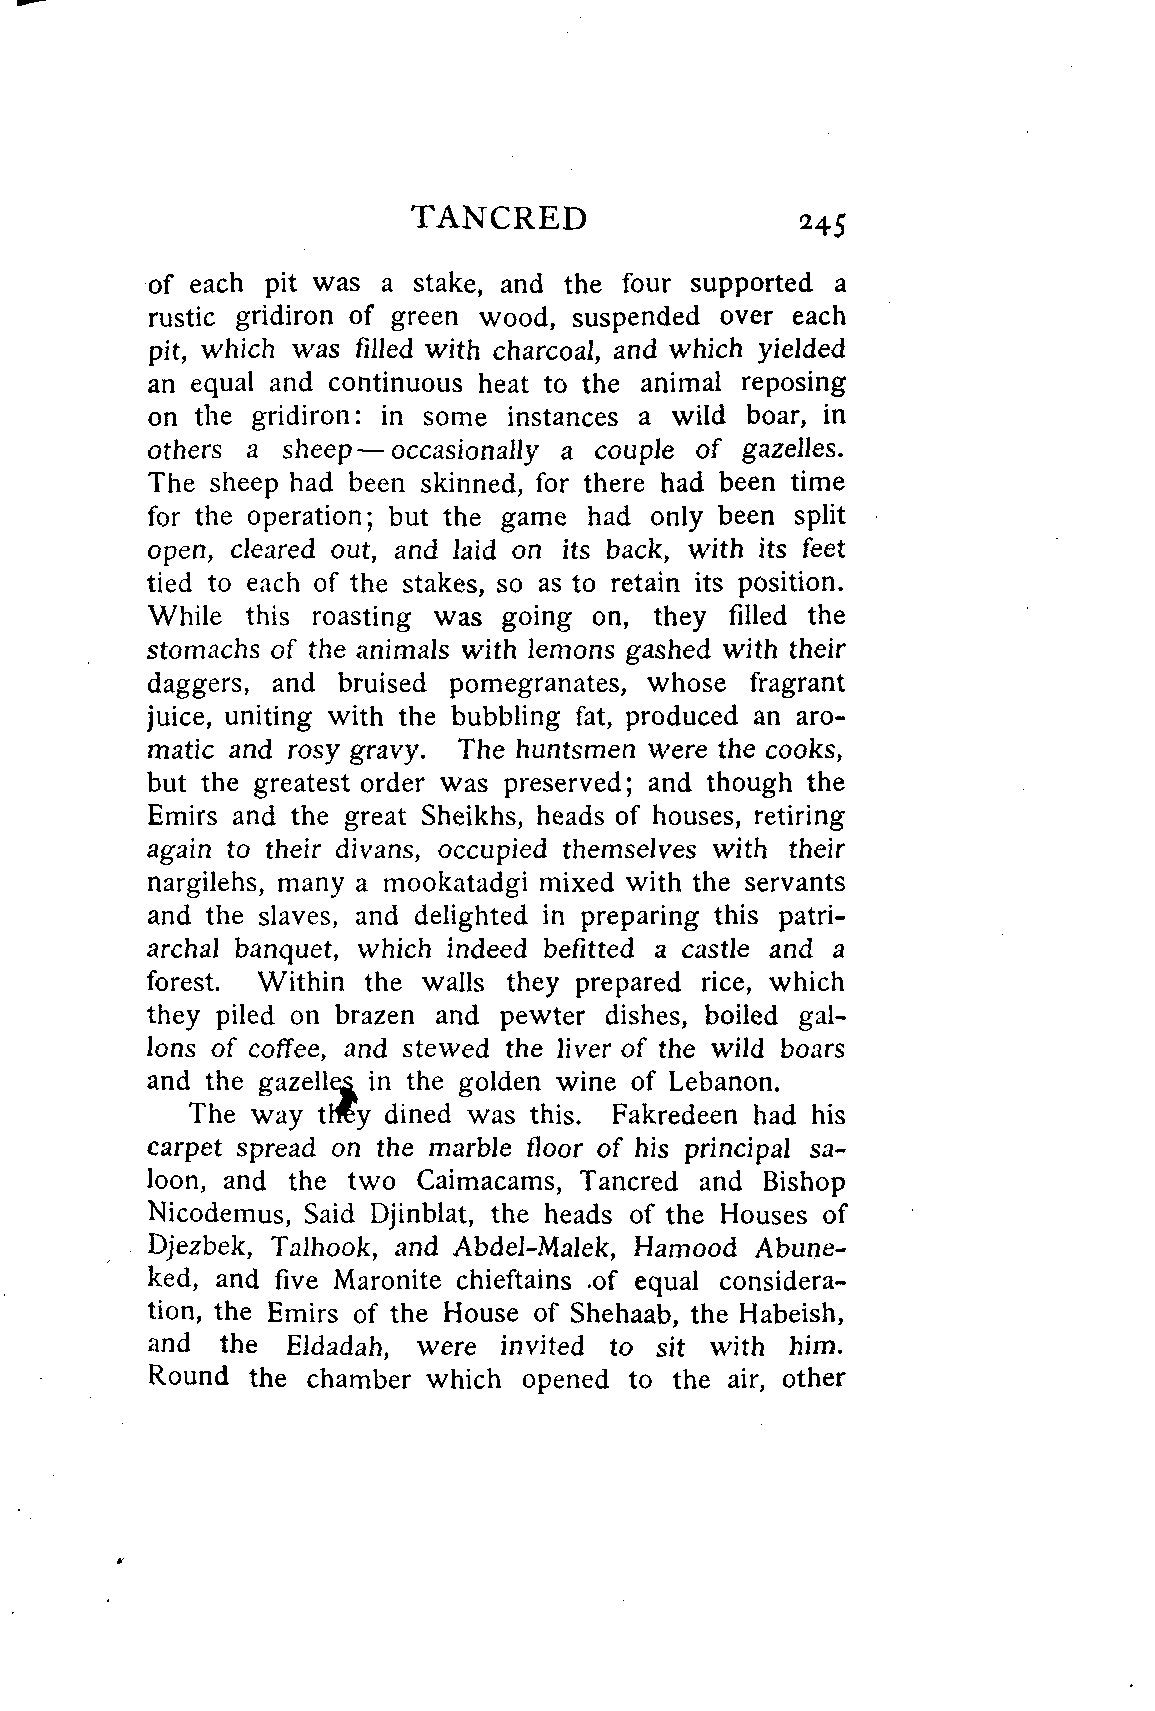 TANCRED 245
of each pit was a stake, and the four supported a
rustic gridiron of green wood, suspended over each
pit, which was filled with charcoal, and which yielded
an equal and continuous heat to the animal reposing
on the gridiron: in some instances a wild boar, in
others a sheep—occasionally a couple of gazelles.
The sheep had been skinned, for there had been time
for the operation; but the game had only been split
open, cleared out, and laid on its back, with its feet
tied to each of the stakes, so as to retain its position.
While this roasting was going on, they filled the
stomachs of the animals with lemons gashed with their
daggers, and bruised pomegranates, whose fragrant
juice, uniting with the bubbling fat, produced an aro-
matic and rosy gravy. The huntsmen were the cooks,
but the greatest order was preserved; and though the
Emirs and the great Sheikhs, heads of houses, retiring
again to their divans, occupied themselves with their
nargilehs, many a mookatadgi mixed with the servants
and the slaves, and delighted in preparing this patri-
archal banquet, which indeed befitted a castle and a
forest. Within the walls they prepared rice, which
they piled on brazen and pewter dishes, boiled gal-
lons of coffee, and stewed the liver of the wild boars
and the gazelles in the golden wine of Lebanon.
The way they dined was this. Fakredeen had his
carpet spread on the marble floor of his principal sa-
loon, and the two Caimacams, Tancred and Bishop
Nicodemus, Said Djinblat, the heads of the Houses of
Djezbek, Talhook, and Abdel-Malek, Hamood Abune-
ked, and five Maronite chieftains of equal considera-
tion, the Emirs of the House of Shehaab, the Habeish,
and the Eldadah, were invited to sit with him.
Round the chamber which opened to the air, other